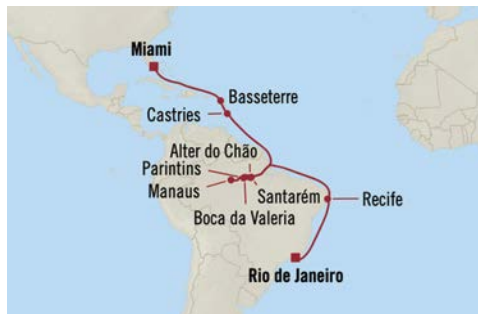 Miami
Basseterre
Castries
Alter do Chão
Parintins
Manaus
Santarém
Recife
Boca da Valeria
Rio de Janeiro